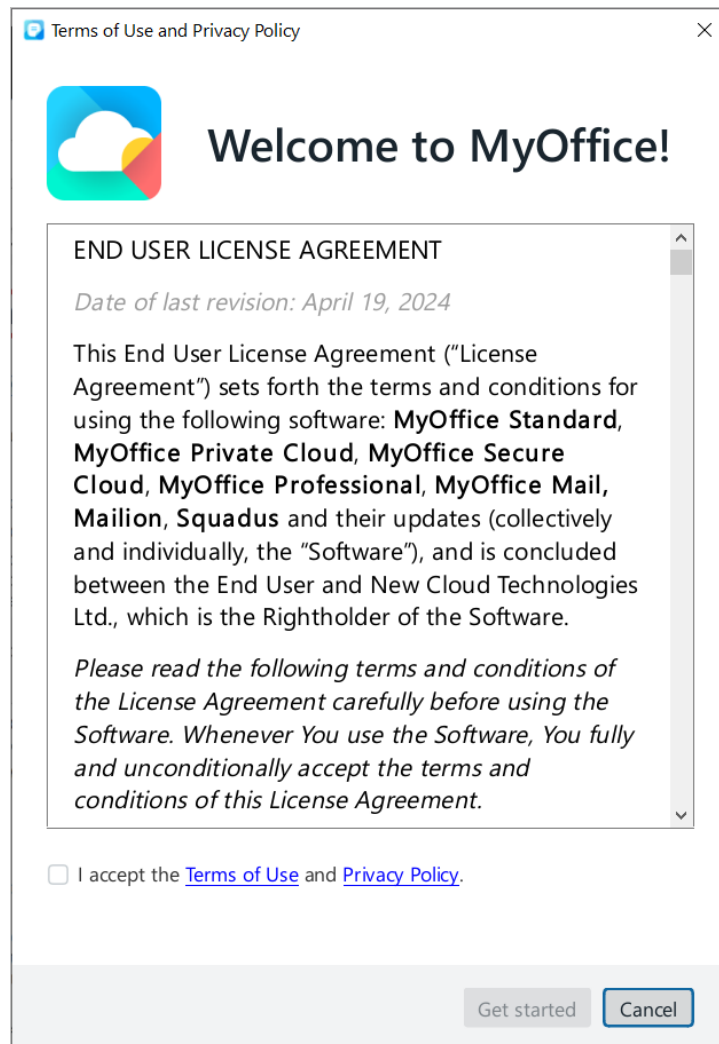 Terms of Use and Privacy Policy
Welcome to MyOffice!
END USER LICENSE AGREEMENT
Date of last revision: April 19, 2024
This End User License Agreement (“License
Agreement”) sets forth the terms and conditions for
using the following software: MyOffice Standard,
MyOffice Private Cloud, MyOffice Secure
Cloud, MyOffice Professional, MyOffice Mail,
Mailion, Squadus and their updates (collectively
and individually, the “Software”), and is concluded
between the End User and New Cloud Technologies
Ltd., which is the Rightholder of the Software.
Please read the following terms and conditions of
the License Agreement carefully before using the
Software. Whenever You use the Software, You fully
and unconditionally accept the terms and
conditions of this License Agreement.
I accept the Terms of Use and Privacy Policy.
Get started Cancel